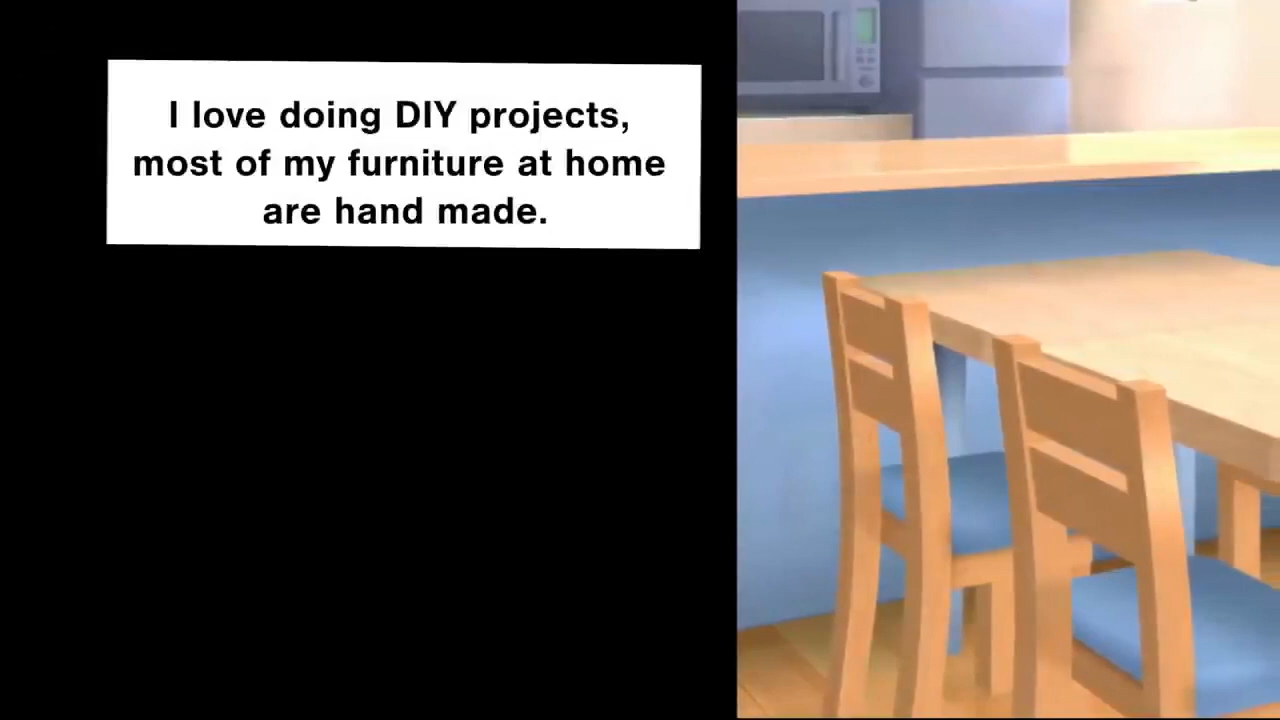 I love doing DIY projects,
most of my furniture at home
are hand made.